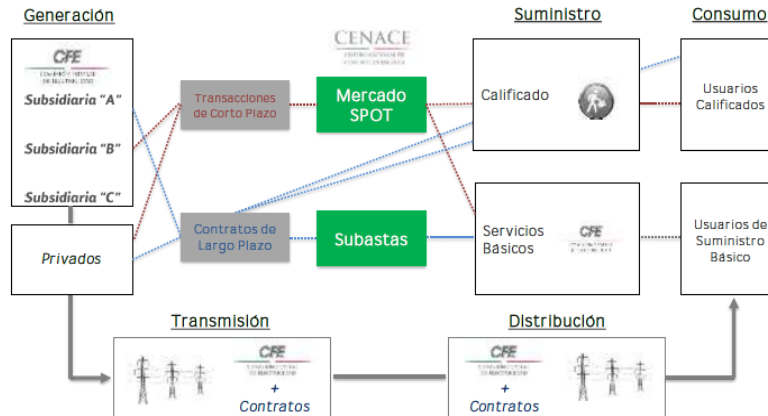 Generación
Suministro
Consumo
CFE
CENACE
Subsidiaria "A"
Subsidiaria "B"
Subsidiaria "C"
Privados
Transacciones
de Corto Plazo
Mercado
SPOT
Contratos de
Largo Plazo
Subastas
Calificado
Servicios
Básicos
CFE
Usuarios
Calificados
Usuarios de
Suministro
Básico
Transmisión
Distribución
CFE
+
Contratos
CFE
+
Contratos